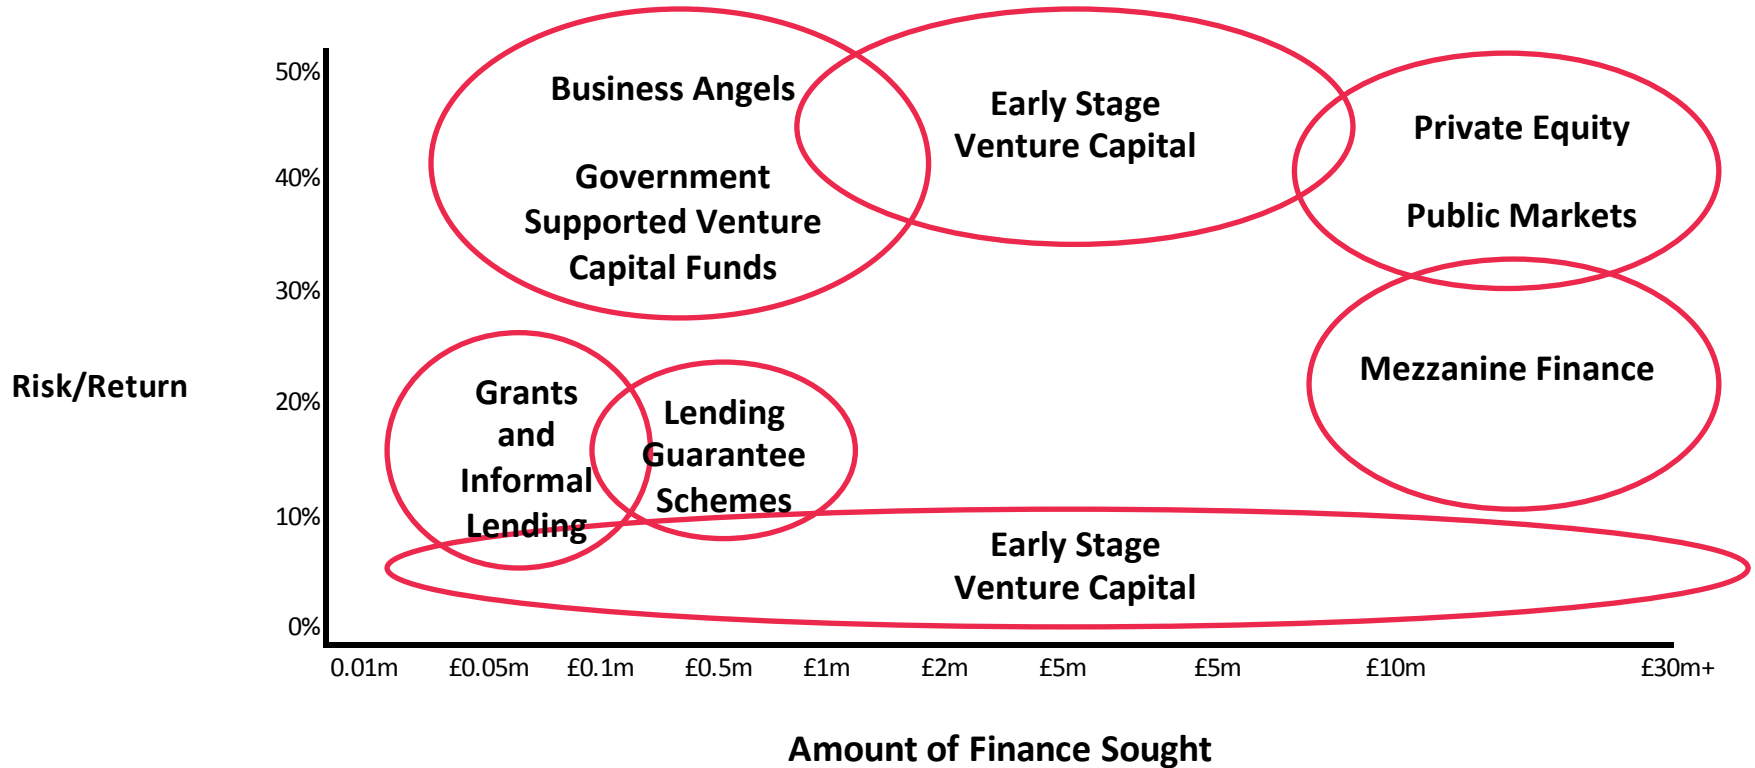 50%
40%
30%
20%
10%
0%
Risk/Return
Business Angels
Government
Supported Venture
Capital Funds
Early Stage
Venture Capital
Private Equity
Public Markets
Mezzanine Finance
Grants
and
Informal
Lending
Lending
Guarantee
Schemes
Early Stage
Venture Capital
0.01m £0.05m £0.1m £0.5m £1m £2m £5m £5m £10m £30m+
Amount of Finance Sought